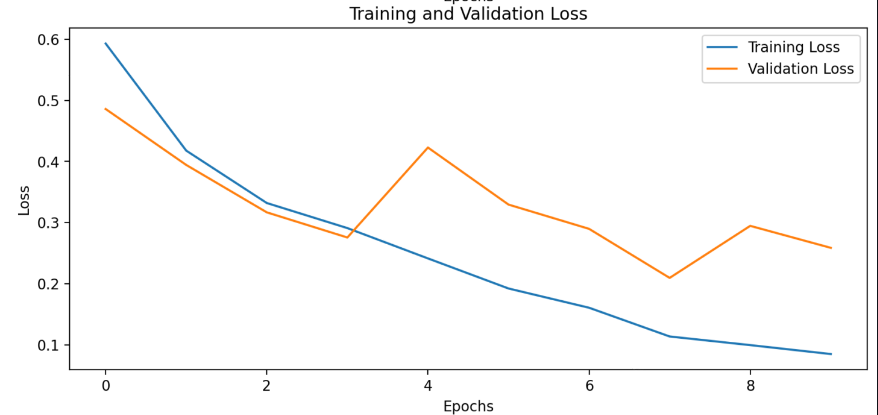 Epochs
Training and Validation Loss
Training Loss
Validation Loss
0.6
0.5
0.4
0.3
0.2
0.1
Loss
0 2 4 6 8
Epochs